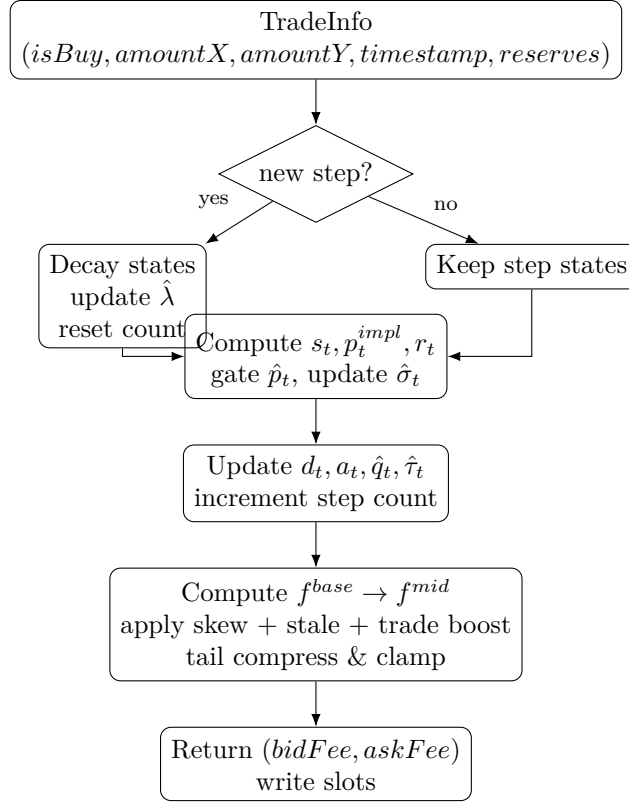 TradeInfo
(isBuy, amountX, amountY, timestamp, reserves)
new step?
yes
no
Decay states
update λ̂
reset count
Keep step states
Compute s_t, p_t^{impl}, r_t
gate p̂_t, update σ̂_t
Update d_t, a_t, q̂_t, τ̂_t
increment step count
Compute f^{base} → f^{mid}
apply skew + stale + trade boost
tail compress & clamp
Return (bidFee, askFee)
write slots